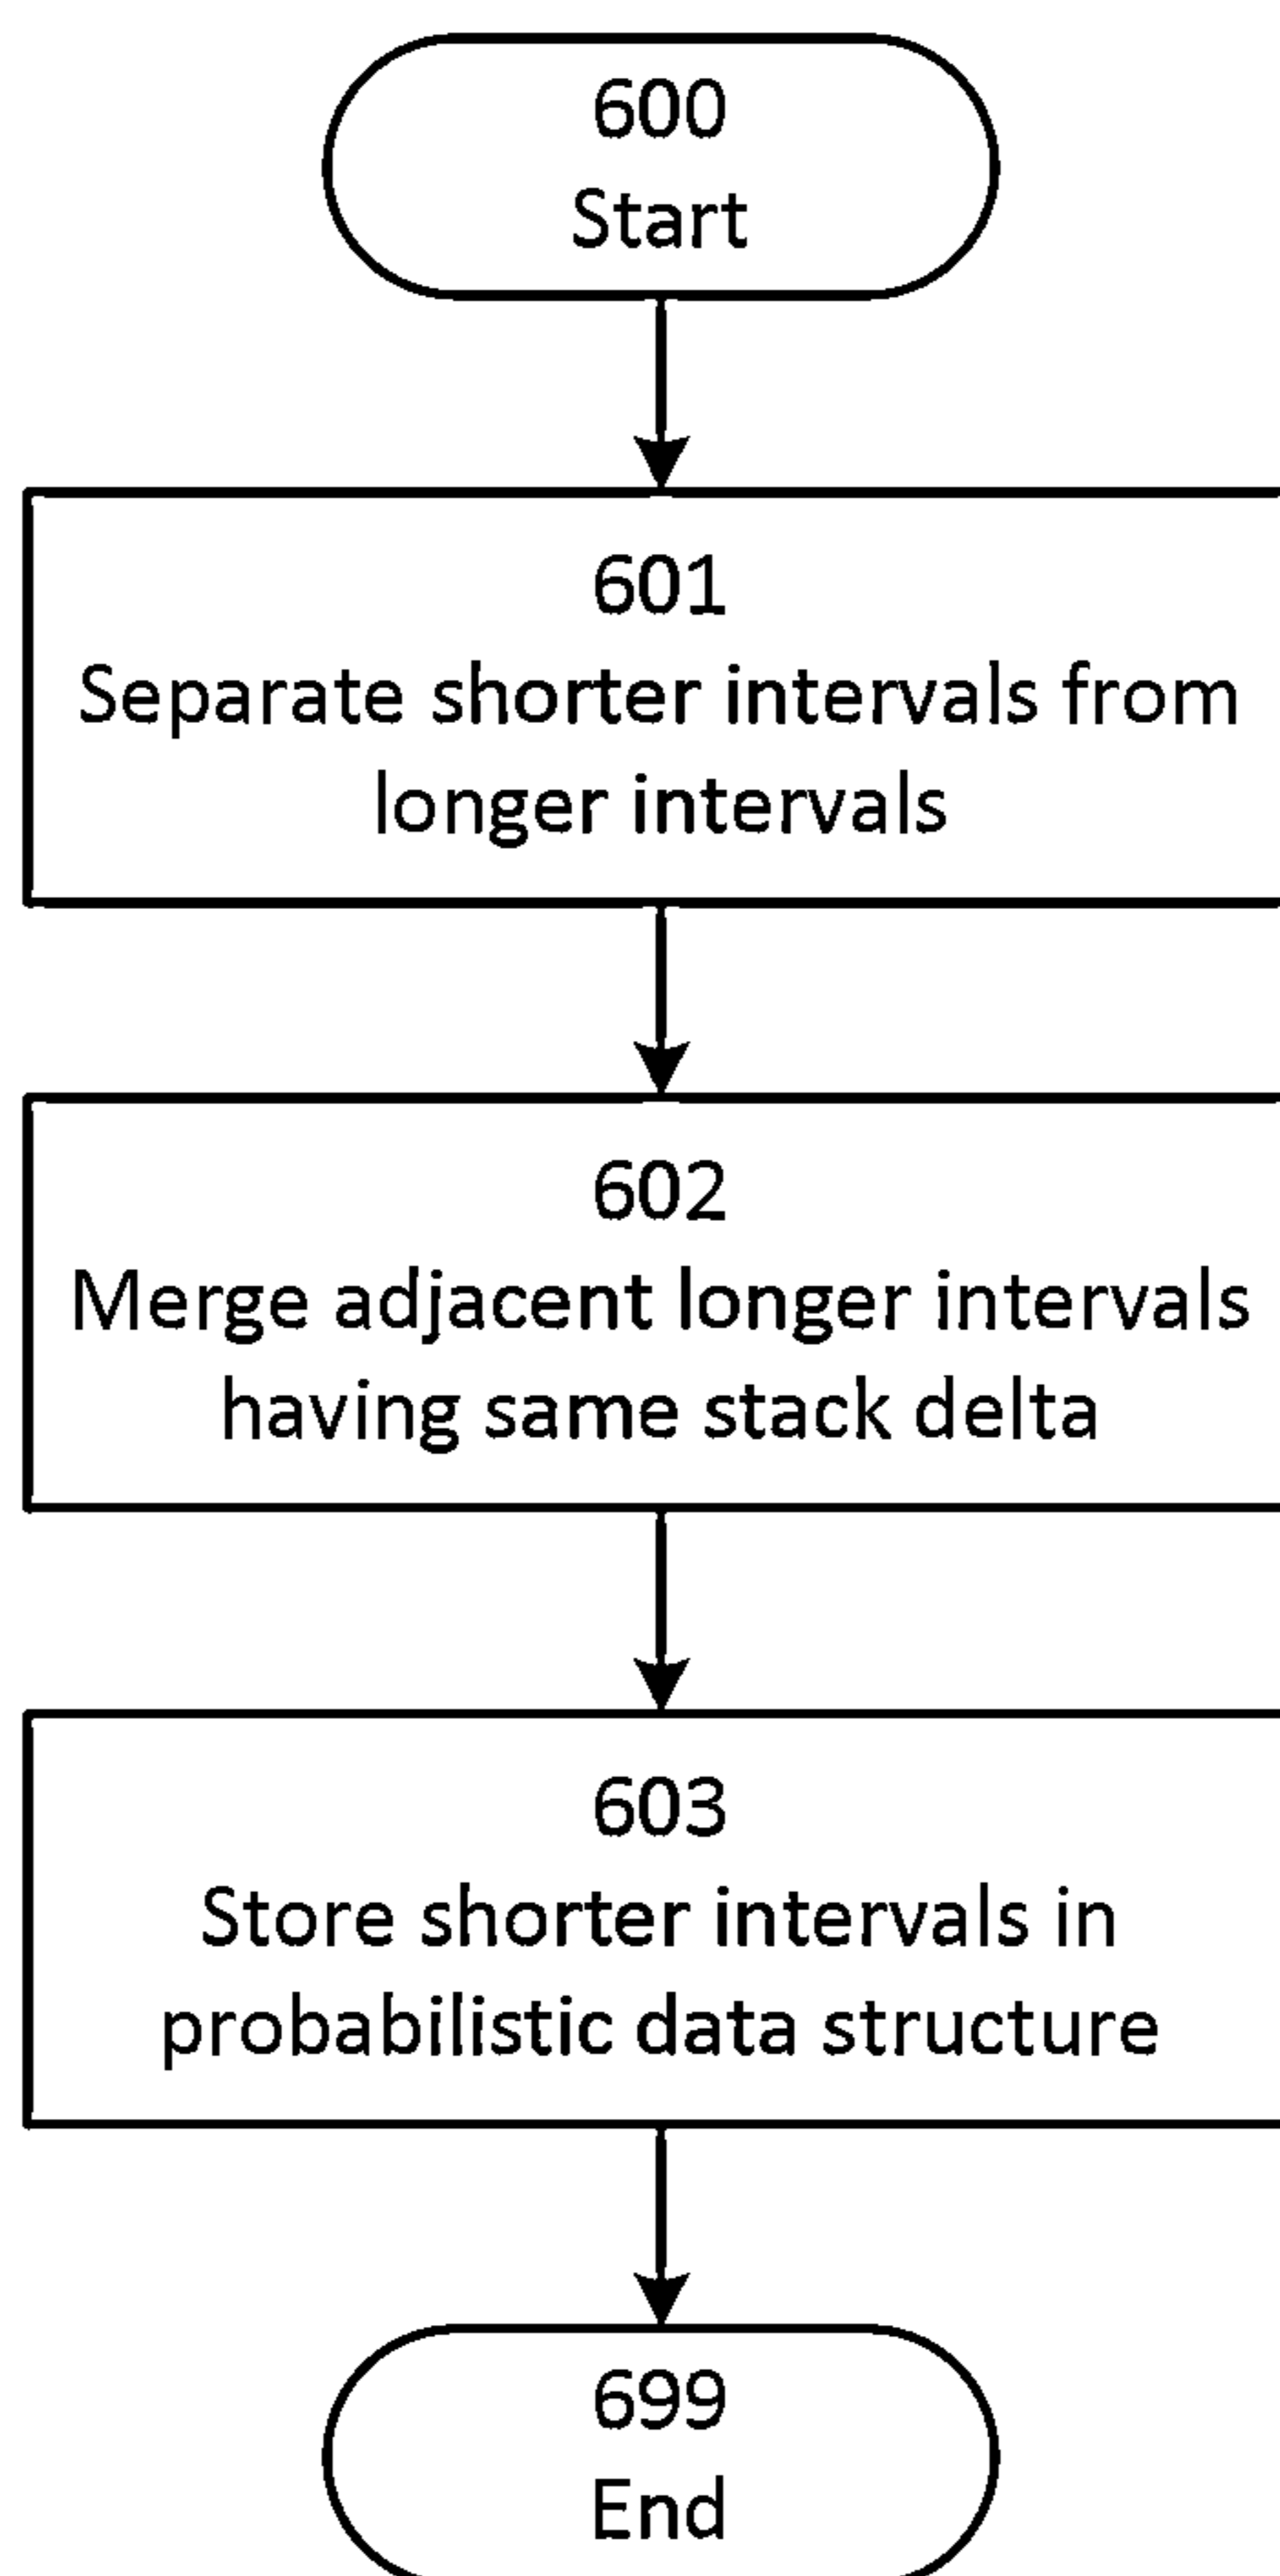 600
Start
601
Separate shorter intervals from
longer intervals
602
Merge adjacent longer intervals
having same stack delta
603
Store shorter intervals in
probabilistic data structure
699
End